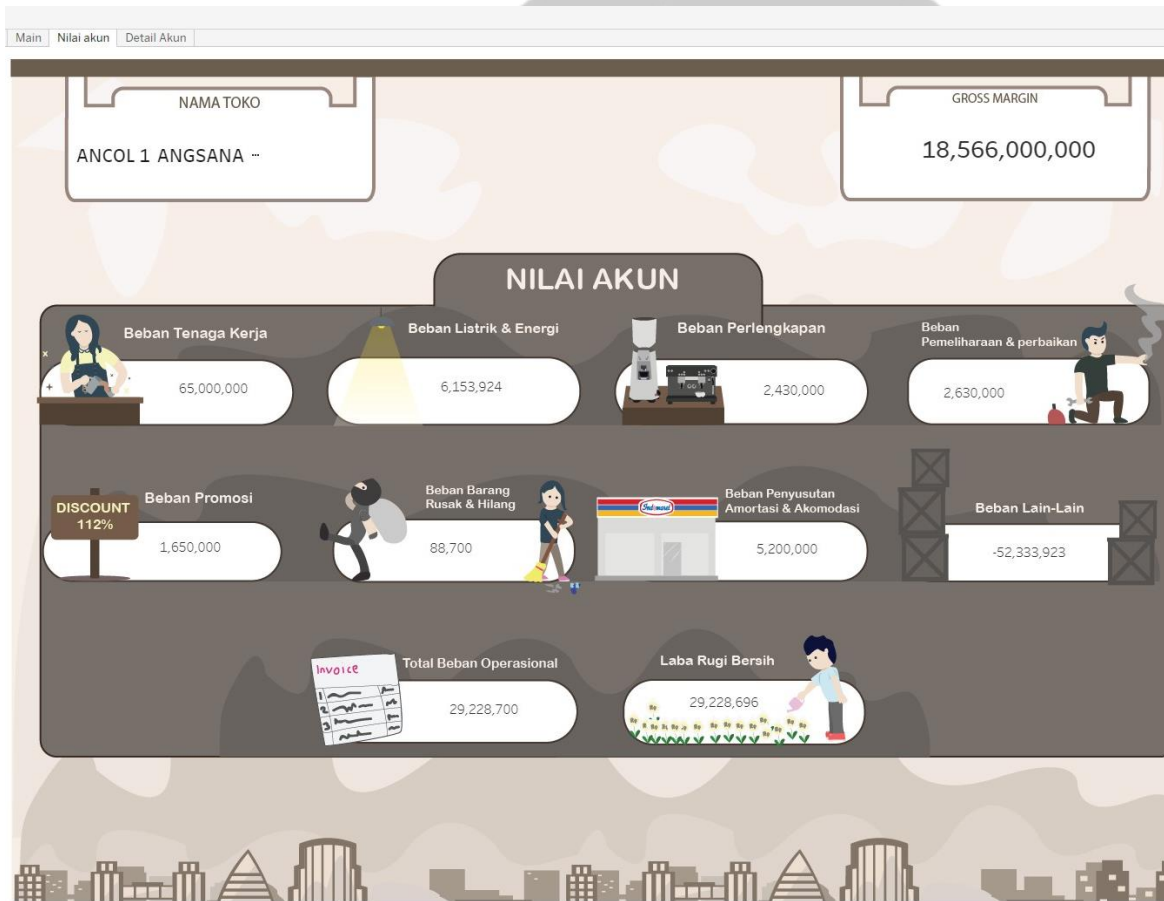 Main Nilai akun Detail Akun
NAMA TOKO
ANCOL 1 ANGSANA ...
GROSS MARGIN
18,566,000,000
NILAI AKUN
Beban Tenaga Kerja
65,000,000
Beban Listrik & Energi
6,153,924
Beban Perlengkapan
2,430,000
Beban
Pemeliharaan & perbaikan
2,630,000
DISCOUNT
112%
Beban Promosi
1,650,000
Beban Barang
Rusak & Hilang
88,700
Indomaret
Beban Penyusutan
Amortasi & Akomodasi
5,200,000
Beban Lain-Lain
-52,333,923
Invoice
1
2
3
Total Beban Operasional
29,228,700
Laba Rugi Bersih
29,228,696